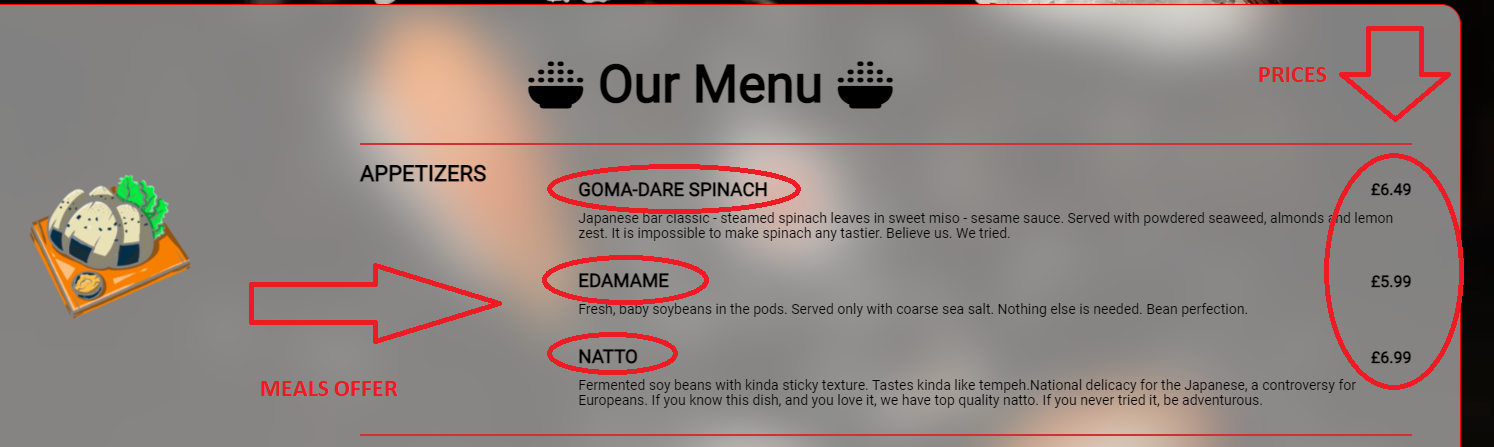 Our Menu
PRICES
APPETIZERS
GOMA-DARE SPINACH £6.49
Japanese bar classic - steamed spinach leaves in sweet miso - sesame sauce. Served with powdered seaweed, almonds and lemon
zest. It is impossible to make spinach any tastier. Believe us. We tried.
EDAMAME £5.99
Fresh, baby soybeans in the pods. Served only with coarse sea salt. Nothing else is needed. Bean perfection.
NATTO £6.99
MEALS OFFER
Fermented soy beans with kinda sticky texture. Tastes kinda like tempeh.National delicacy for the Japanese, a controversy for
Europeans. If you know this dish, and you love it, we have top quality natto. If you never tried it, be adventurous.